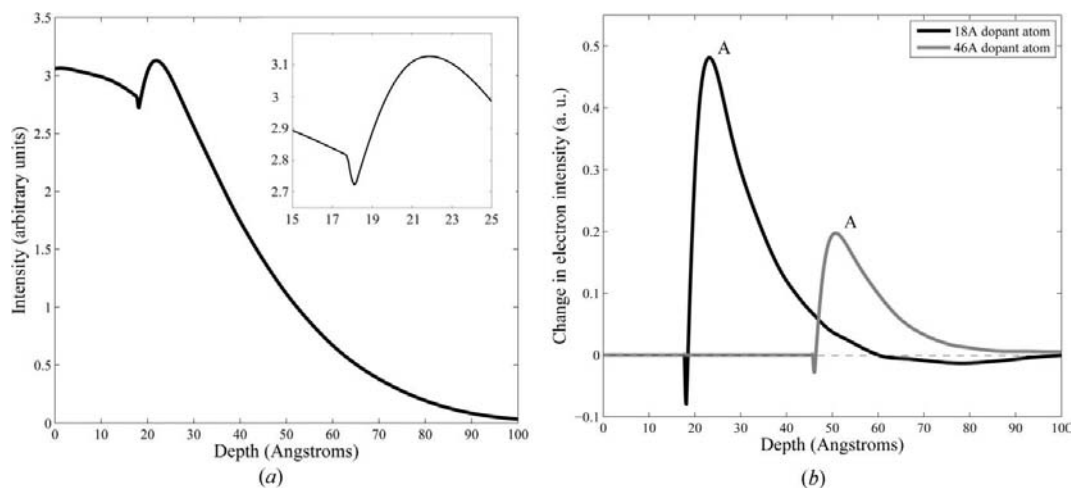 3.5
3
2.5
2
1.5
1
0.5
0
0 10 20 30 40 50 60 70 80 90 100
Intensity (arbitrary units)
Depth (Angstroms)
3.1
3
2.9
2.8
2.7
15 17 19 21 23 25
(a)
18A dopant atom
46A dopant atom
A
A
0.5
0.4
0.3
0.2
0.1
0
−0.1
0 10 20 30 40 50 60 70 80 90 100
Change in electron intensity (a. u.)
Depth (Angstroms)
(b)